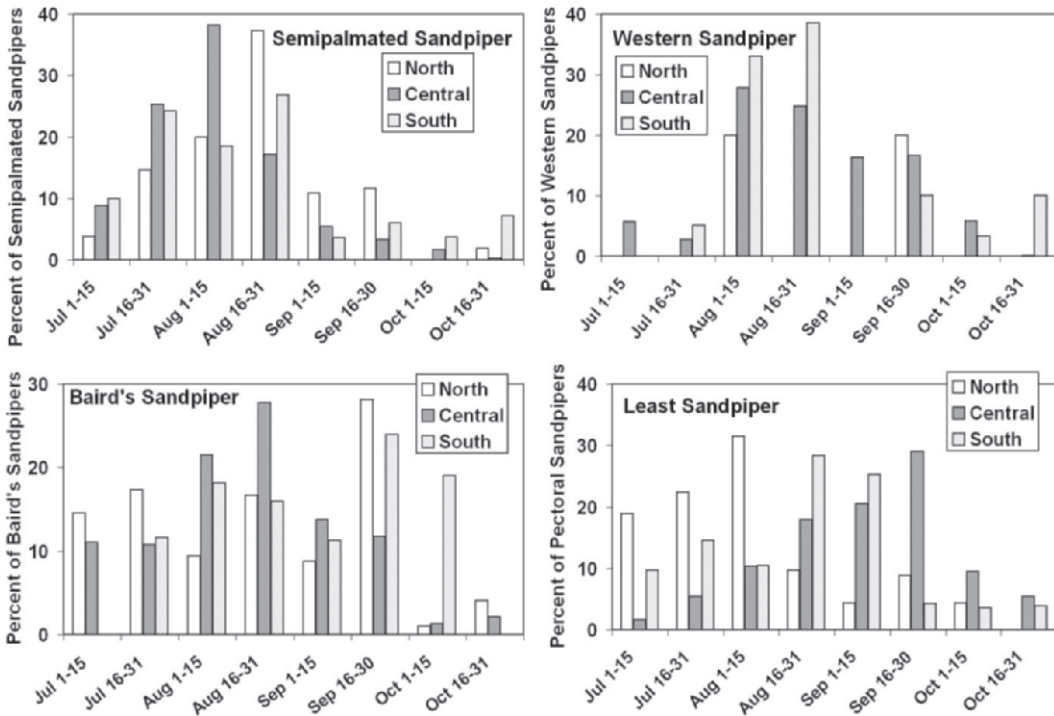 Percent of Semipalmated Sandpipers
40
30
20
10
0
Semipalmated Sandpiper
North
Central
South
Jul 1-15
Jul 16-31
Aug 1-15
Aug 16-31
Sep 1-15
Sep 16-30
Oct 1-15
Oct 16-31
Percent of Western Sandpipers
40
30
20
10
0
Western Sandpiper
North
Central
South
Jul 1-15
Jul 16-31
Aug 1-15
Aug 16-31
Sep 1-15
Sep 16-30
Oct 1-15
Oct 16-31
Percent of Baird's Sandpipers
30
20
10
0
Baird's Sandpiper
North
Central
South
Jul 1-15
Jul 16-31
Aug 1-15
Aug 16-31
Sep 1-15
Sep 16-30
Oct 1-15
Oct 16-31
Percent of Pectoral Sandpipers
40
30
20
10
0
Least Sandpiper
North
Central
South
Jul 1-15
Jul 16-31
Aug 1-15
Aug 16-31
Sep 1-15
Sep 16-30
Oct 1-15
Oct 16-31